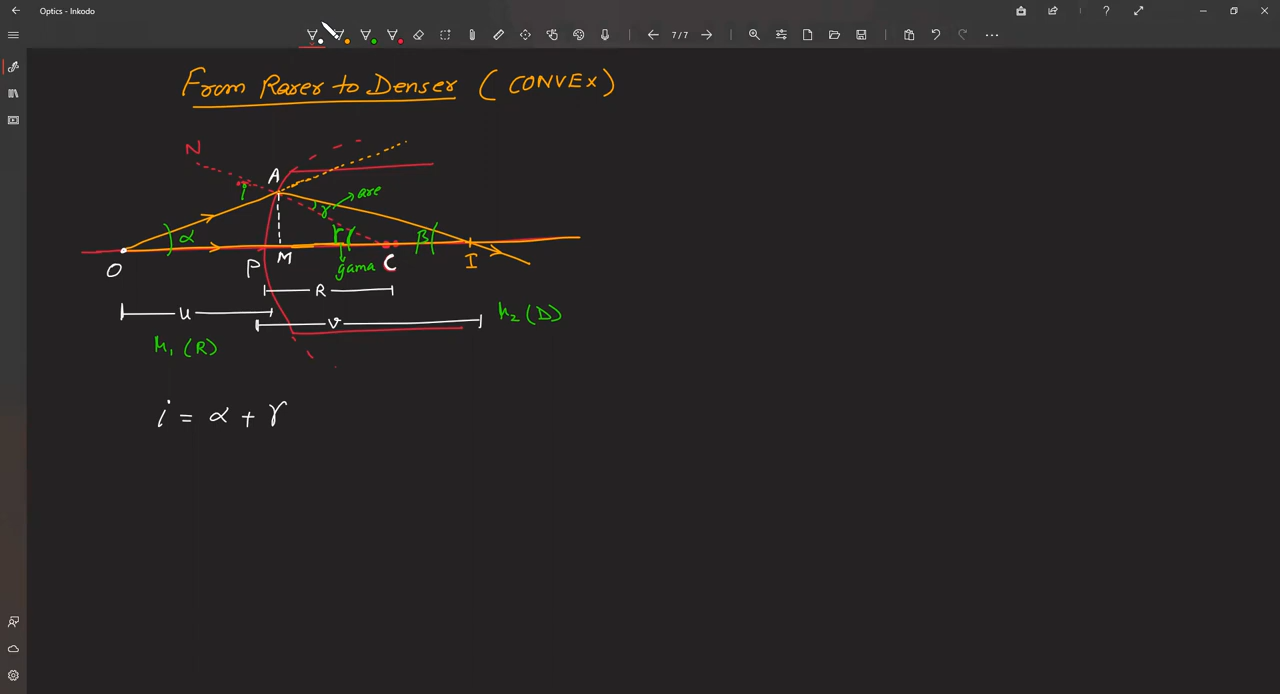 Optics - Inkodo
7/7
From Rarer to Denser (CONVEX)
N
A
i
r → are
α
γ
β
O
P
M
gama
C
I
R
u
v
μ₂ (D)
μ₁ (R)
i = α + γ